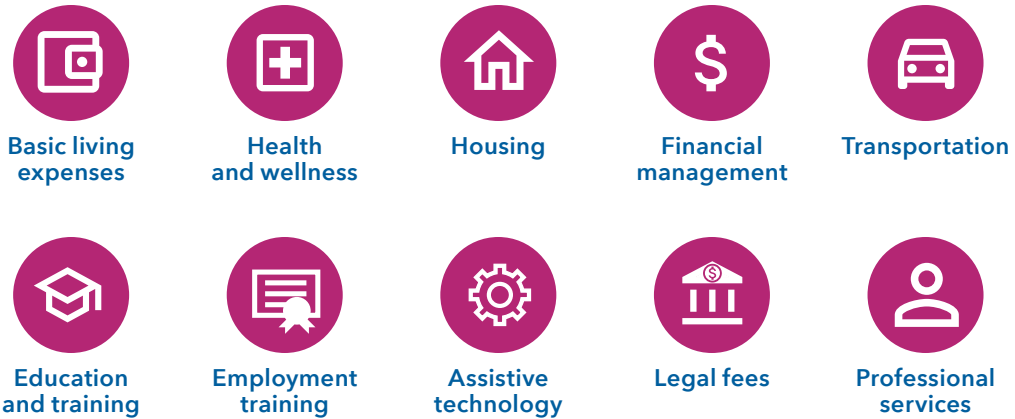 Basic living
expenses
Health
and wellness
Housing
$
Financial
management
Transportation
Education
and training
Employment
training
Assistive
technology
$
Legal fees
Professional
services